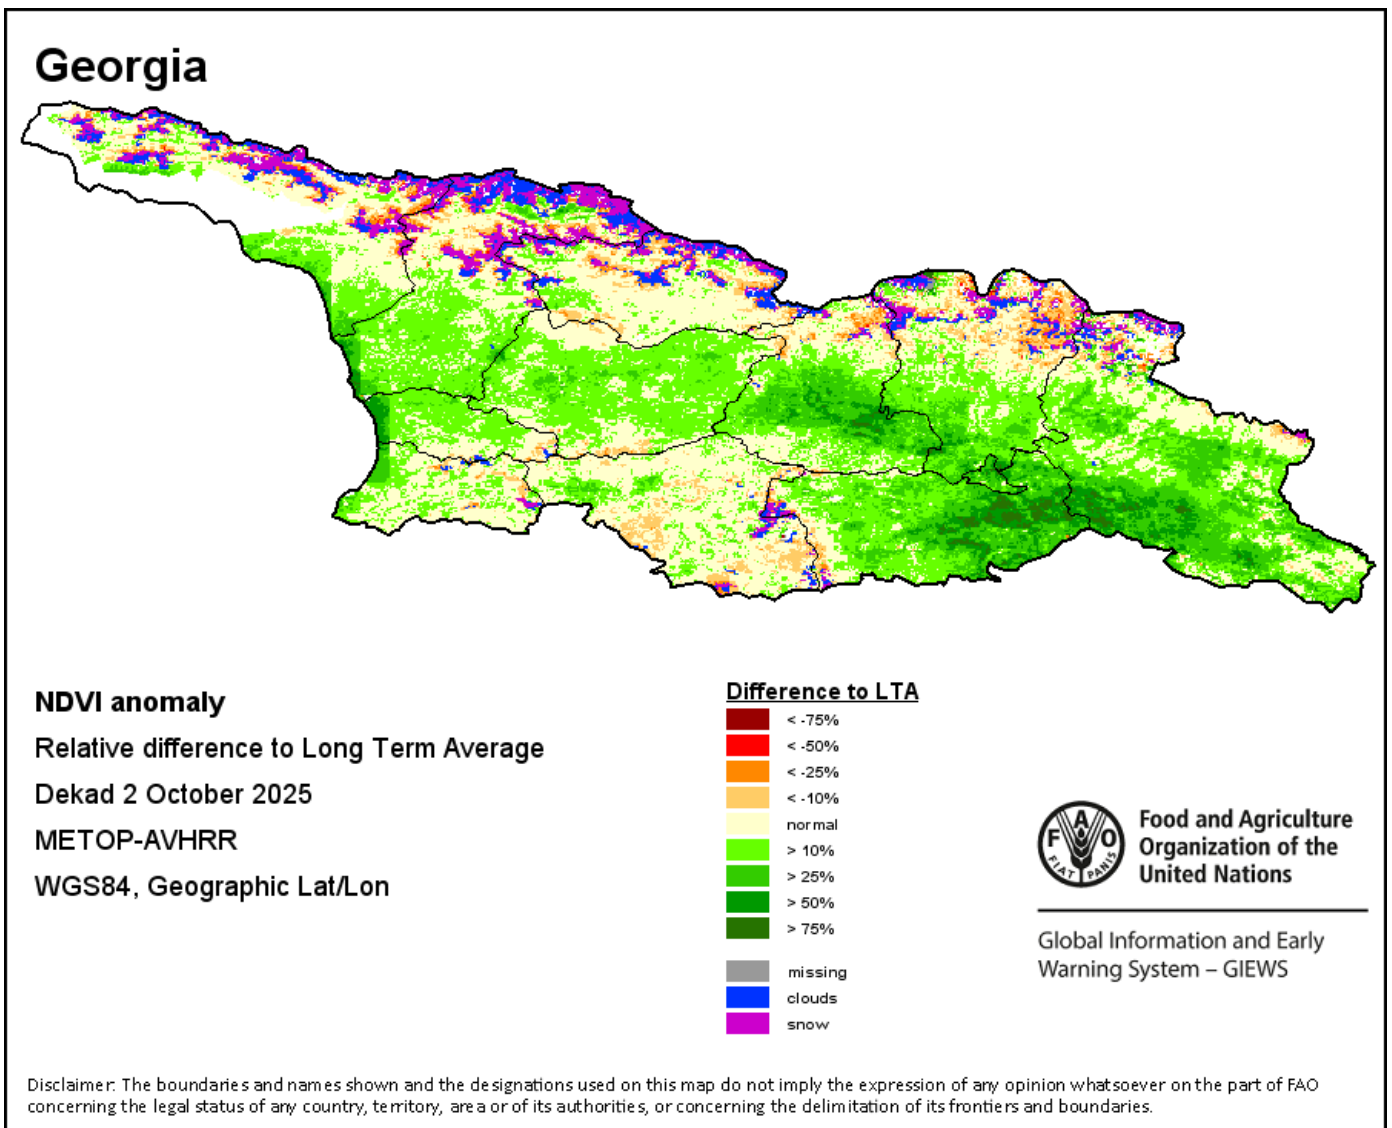 Georgia
NDVI anomaly
Relative difference to Long Term Average
Dekad 2 October 2025
METOP-AVHRR
WGS84, Geographic Lat/Lon
Difference to LTA
< -75%
< -50%
< -25%
< -10%
normal
> 10%
> 25%
> 50%
> 75%
missing
clouds
snow
F A O
FIAT PANIS
Food and Agriculture
Organization of the
United Nations
Global Information and Early
Warning System – GIEWS
Disclaimer: The boundaries and names shown and the designations used on this map do not imply the expression of any opinion whatsoever on the part of FAO
concerning the legal status of any country, territory, area or of its authorities, or concerning the delimitation of its frontiers and boundaries.